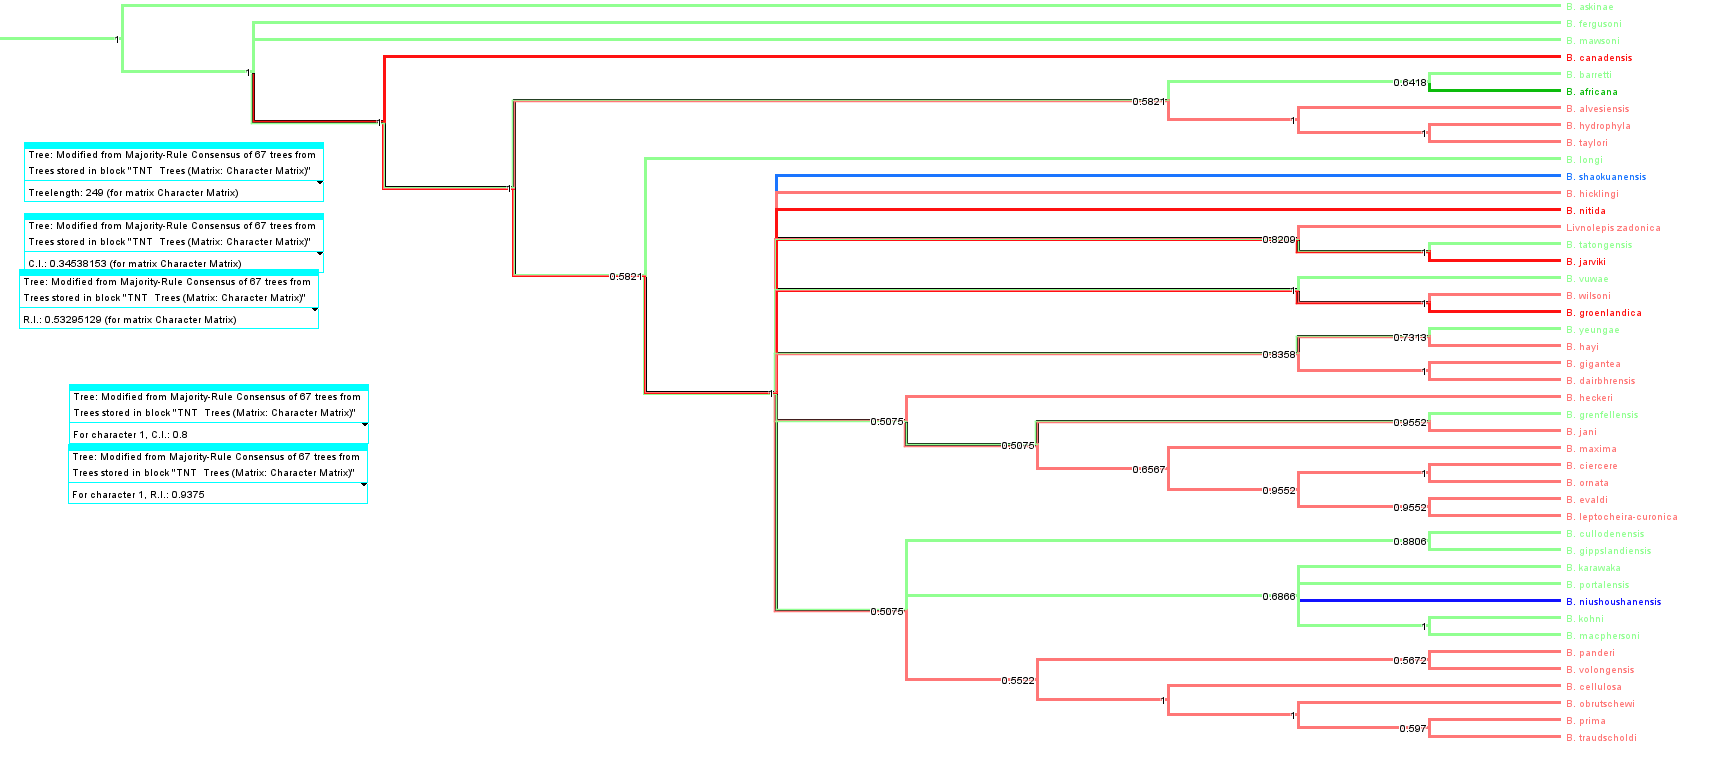 B. askinae
B. fergusoni
1
B. mawsoni
B. canadensis
1
B. barretti
0.6418
B. africana
0.5821
B. alvesiensis
1
1
B. hydrophyla
1
B. taylori
Tree: Modified from Majority-Rule Consensus of 67 trees from
Trees stored in block "TNT Trees (Matrix: Character Matrix)"
Treelength: 249 (for matrix Character Matrix)
B. longi
B. shaokuanensis
1
B. hicklingi
B. nitida
Tree: Modified from Majority-Rule Consensus of 67 trees from
Trees stored in block "TNT Trees (Matrix: Character Matrix)"
C.I.: 0.34538153 (for matrix Character Matrix)
Livnolepis zadonica
0.8209
B. tatongensis
1
B. jarviki
Tree: Modified from Majority-Rule Consensus of 67 trees from
Trees stored in block "TNT Trees (Matrix: Character Matrix)"
R.I.: 0.53295129 (for matrix Character Matrix)
0.5821
B. vuwae
1
B. wilsoni
1
B. groenlandica
B. yeungae
0.7313
B. hayi
0.8358
B. gigantea
1
B. dairbhrensis
Tree: Modified from Majority-Rule Consensus of 67 trees from
Trees stored in block "TNT Trees (Matrix: Character Matrix)"
For character 1, C.I.: 0.8
1
B. heckeri
0.5075
B. grenfellensis
0.9552
B. jani
0.5075
B. maxima
Tree: Modified from Majority-Rule Consensus of 67 trees from
Trees stored in block "TNT Trees (Matrix: Character Matrix)"
For character 1, R.I.: 0.9375
0.6567
B. ciercere
1
B. ornata
0.9552
B. evaldi
0.9552
B. leptocheira-curonica
B. cullodenensis
0.8806
B. gippslandiensis
B. karawaka
B. portalensis
0.6866
B. niushoushanensis
0.5075
B. kohni
1
B. macphersoni
B. panderi
0.5672
B. volongensis
0.5522
B. cellulosa
1
B. obrutschewi
1
B. prima
0.597
B. traudscholdi